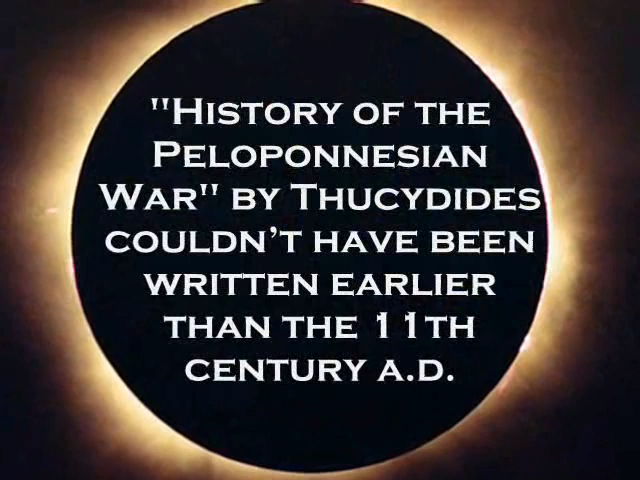 "History of the
Peloponnesian
War" by Thucydides
couldn't have been
written earlier
than the 11th
century A.D.